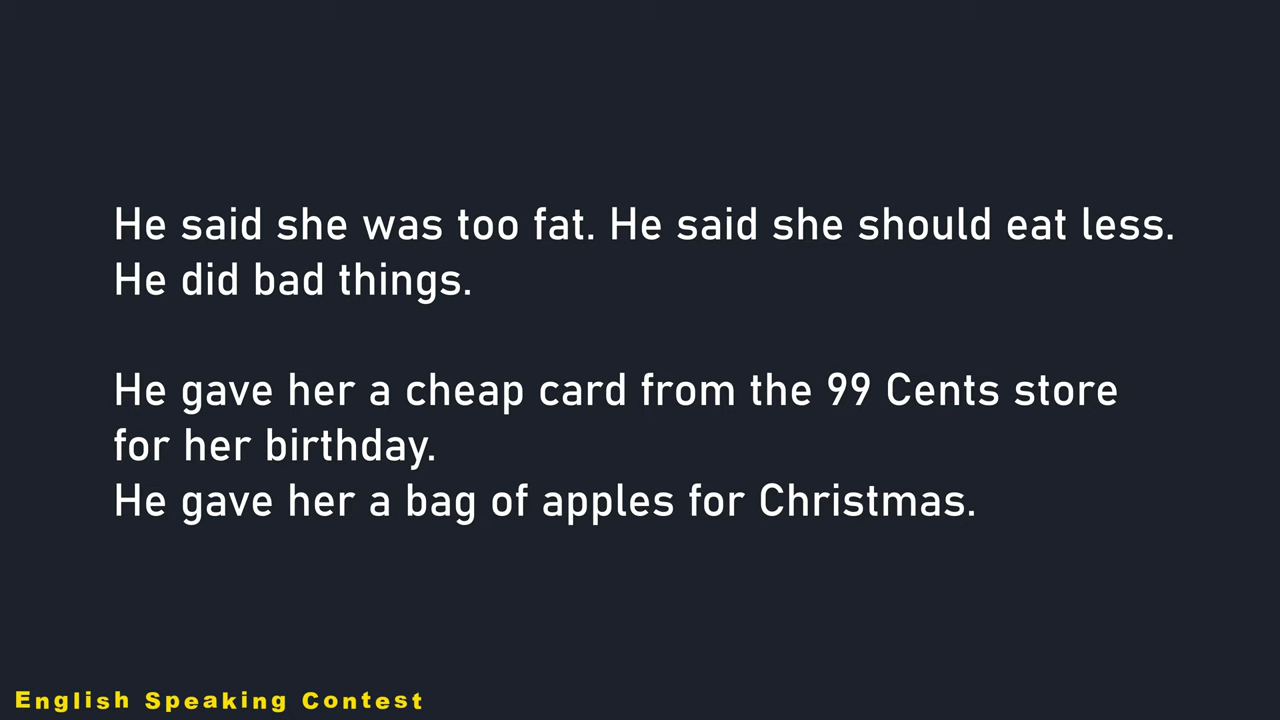 He said she was too fat. He said she should eat less.
He did bad things.
He gave her a cheap card from the 99 Cents store
for her birthday.
He gave her a bag of apples for Christmas.
English Speaking Contest